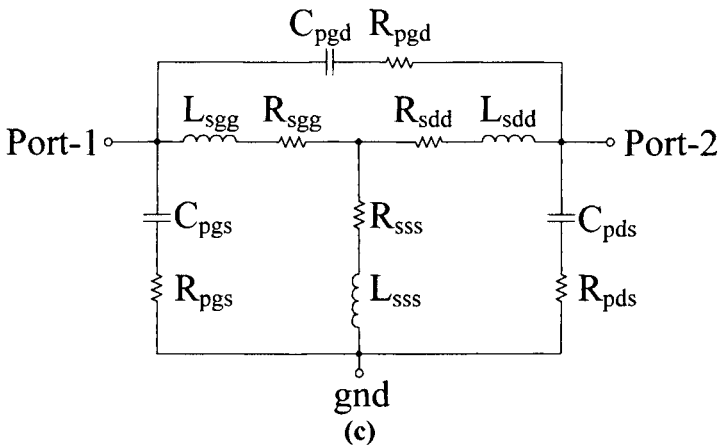 C_pgd R_pgd
L_sgg R_sgg R_sdd L_sdd
Port-1 Port-2
C_pgs R_sss C_pds
R_pgs L_sss R_pds
gnd
(c)